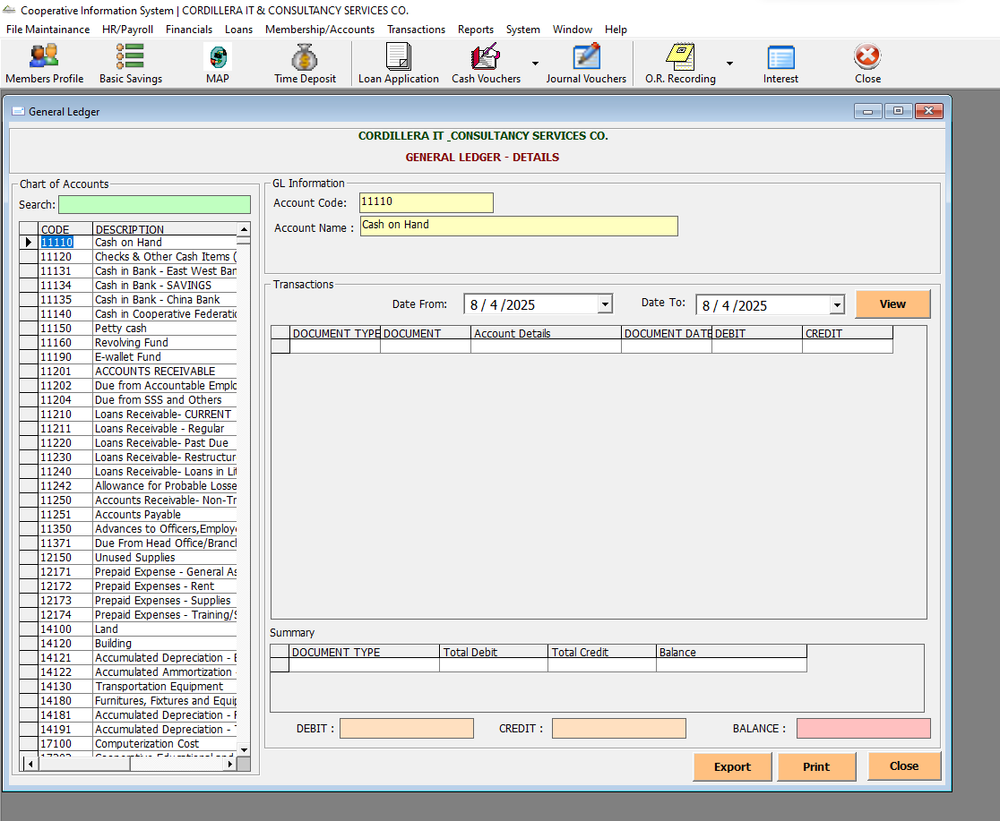 Cooperative Information System | CORDILLERA IT & CONSULTANCY SERVICES CO.
File Maintainance HR/Payroll Financials Loans Membership/Accounts Transactions Reports System Window Help
Members Profile Basic Savings MAP Time Deposit Loan Application Cash Vouchers Journal Vouchers O.R. Recording Interest Close
General Ledger
CORDILLERA IT _CONSULTANCY SERVICES CO.
GENERAL LEDGER - DETAILS
Chart of Accounts
Search:
CODE DESCRIPTION
11110 Cash on Hand
11120 Checks & Other Cash Items (
11131 Cash in Bank - East West Ban
11134 Cash in Bank - SAVINGS
11135 Cash in Bank - China Bank
11140 Cash in Cooperative Federatic
11150 Petty cash
11160 Revolving Fund
11190 E-wallet Fund
11201 ACCOUNTS RECEIVABLE
11202 Due from Accountable Emplo
11204 Due from SSS and Others
11210 Loans Receivable- CURRENT
11211 Loans Receivable - Regular
11220 Loans Receivable- Past Due
11230 Loans Receivable- Restructur
11240 Loans Receivable- Loans in Lit
11242 Allowance for Probable Losse
11250 Accounts Receivable- Non-Tr
11251 Accounts Payable
11350 Advances to Officers,Employe
11371 Due From Head Office/Branch
12150 Unused Supplies
12171 Prepaid Expense - General As
12172 Prepaid Expenses - Rent
12173 Prepaid Expenses - Supplies
12174 Prepaid Expenses - Training/S
14100 Land
14120 Building
14121 Accumulated Depreciation - B
14122 Accumulated Ammortization -
14130 Transportation Equipment
14180 Furnitures, Fixtures and Equip
14181 Accumulated Depreciation - F
14191 Accumulated Depreciation - T
17100 Computerization Cost
GL Information
Account Code: 11110
Account Name : Cash on Hand
Transactions
Date From: 8 / 4 /2025 Date To: 8 / 4 /2025 View
DOCUMENT TYPE DOCUMENT Account Details DOCUMENT DATE DEBIT CREDIT
Summary
DOCUMENT TYPE Total Debit Total Credit Balance
DEBIT : CREDIT : BALANCE :
Export Print Close